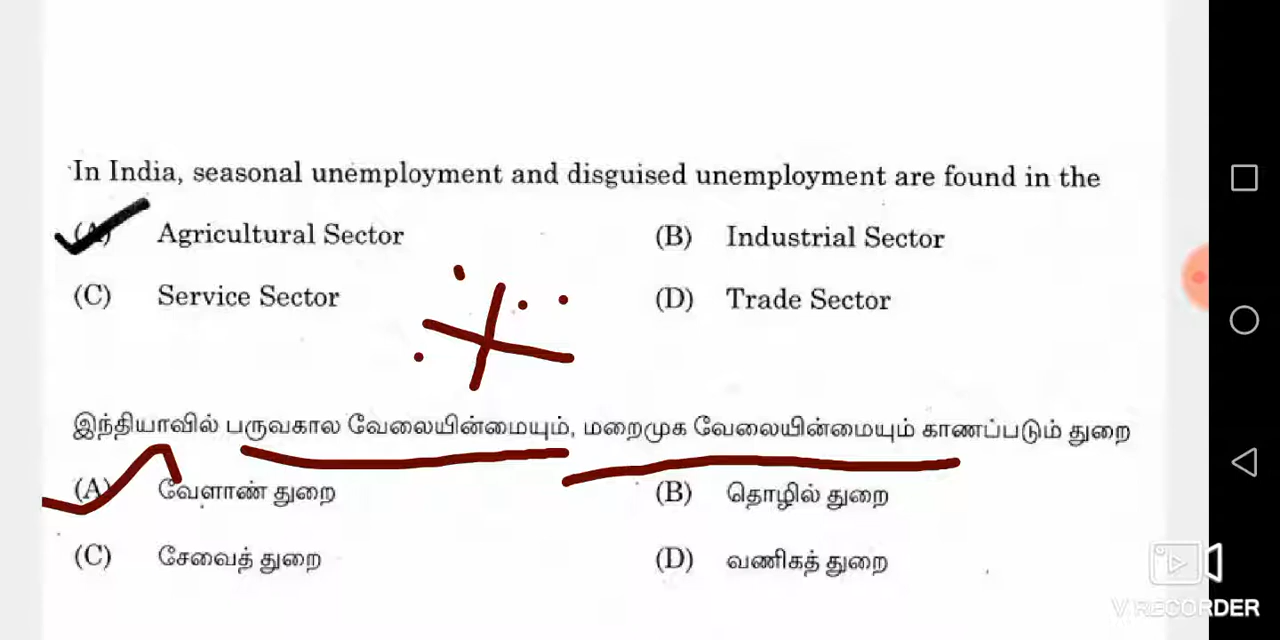 In India, seasonal unemployment and disguised unemployment are found in the
(A) Agricultural Sector (B) Industrial Sector
(C) Service Sector (D) Trade Sector
இந்தியாவில் பருவகால வேலையின்மையும், மறைமுக வேலையின்மையும் காணப்படும் துறை
(A) வேளாண் துறை (B) தொழில் துறை
(C) சேவைத் துறை (D) வணிகத் துறை
V RECORDER